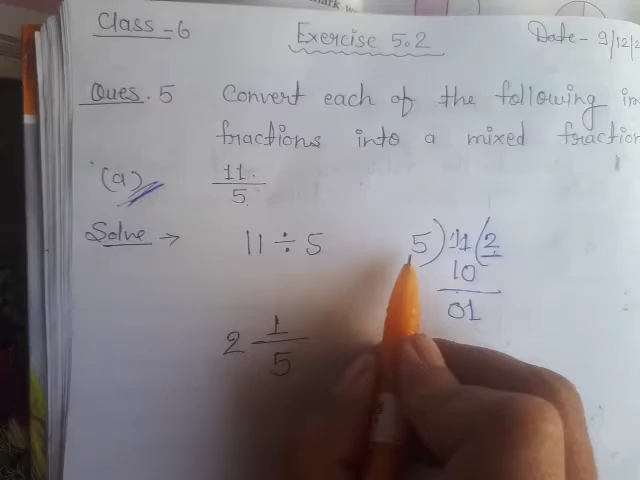 Class-6
Exercise 5.2
Date- 9/12/2
Ques. 5 Convert each of the following im
fractions into a mixed fraction
(a) 11/5
Solve → 11 ÷ 5
5)11(2
10
01
2 1/5